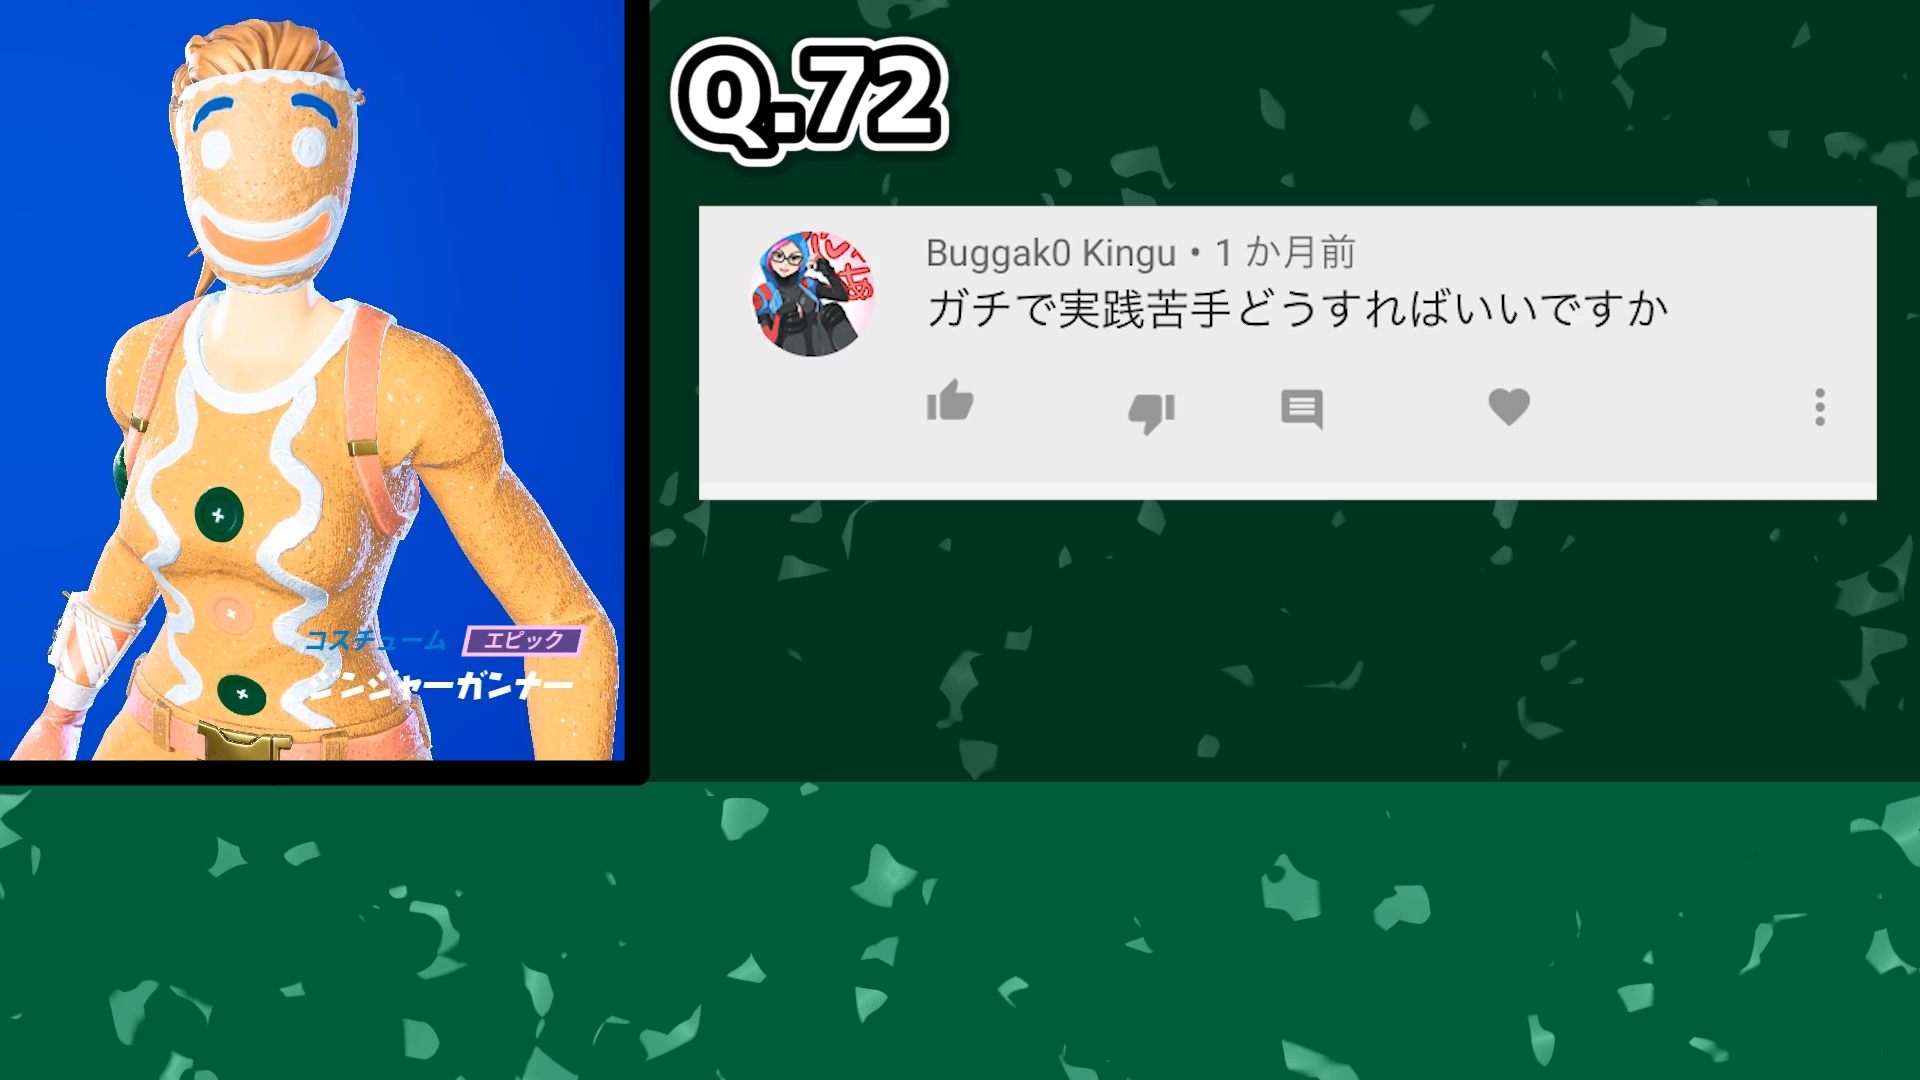 Q.72
Buggak0 Kingu • 1 か月前
ガチで実践苦手どうすればいいですか
コスチューム エピック
ジンジャーガンナー